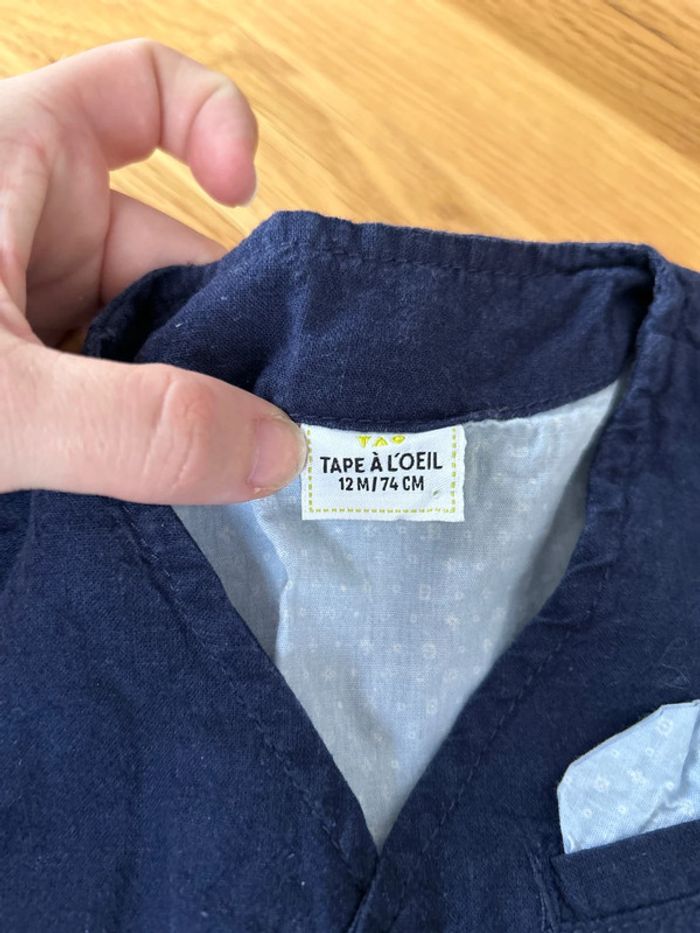 TAO
TAPE À L'OEIL
12 M/74 CM